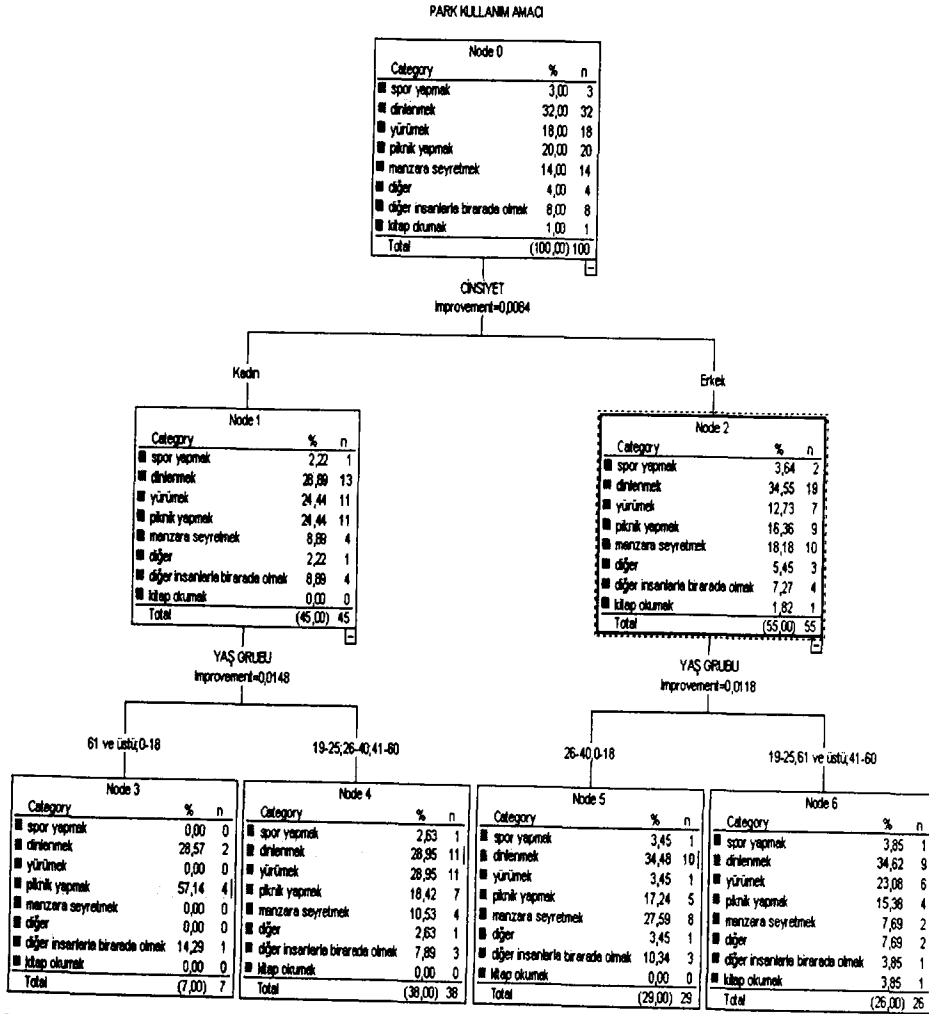 PARK KULLANIM AMACI
Node 0
Category % n
spor yapmak 3,00 3
dinlenmek 32,00 32
yürümek 18,00 18
piknik yapmak 20,00 20
manzara seyretmek 14,00 14
diğer 4,00 4
diğer insanlarla birarada olmak 8,00 8
kitap okumak 1,00 1
Total (100,00) 100
CİNSİYET
Improvement=0,0084
Kadın
Erkek
Node 1
Category % n
spor yapmak 2,22 1
dinlenmek 28,89 13
yürümek 24,44 11
piknik yapmak 24,44 11
manzara seyretmek 8,89 4
diğer 2,22 1
diğer insanlarla birarada olmak 8,89 4
kitap okumak 0,00 0
Total (45,00) 45
Node 2
Category % n
spor yapmak 3,64 2
dinlenmek 34,55 19
yürümek 12,73 7
piknik yapmak 16,36 9
manzara seyretmek 18,18 10
diğer 5,45 3
diğer insanlarla birarada olmak 7,27 4
kitap okumak 1,82 1
Total (55,00) 55
YAŞ GRUBU
Improvement=0,0148
YAŞ GRUBU
Improvement=0,0118
61 ve üstü;0-18
19-25;26-40;41-60
26-40;0-18
19-25;61 ve üstü;41-60
Node 3
Category % n
spor yapmak 0,00 0
dinlenmek 28,57 2
yürümek 0,00 0
piknik yapmak 57,14 4
manzara seyretmek 0,00 0
diğer 0,00 0
diğer insanlarla birarada olmak 14,29 1
kitap okumak 0,00 0
Total (7,00) 7
Node 4
Category % n
spor yapmak 2,63 1
dinlenmek 28,95 11
yürümek 28,95 11
piknik yapmak 18,42 7
manzara seyretmek 10,53 4
diğer 2,63 1
diğer insanlarla birarada olmak 7,89 3
kitap okumak 0,00 0
Total (38,00) 38
Node 5
Category % n
spor yapmak 3,45 1
dinlenmek 34,48 10
yürümek 3,45 1
piknik yapmak 17,24 5
manzara seyretmek 27,59 8
diğer 3,45 1
diğer insanlarla birarada olmak 10,34 3
kitap okumak 0,00 0
Total (29,00) 29
Node 6
Category % n
spor yapmak 3,85 1
dinlenmek 34,62 9
yürümek 23,08 6
piknik yapmak 15,38 4
manzara seyretmek 7,69 2
diğer 7,69 2
diğer insanlarla birarada olmak 3,85 1
kitap okumak 3,85 1
Total (26,00) 26